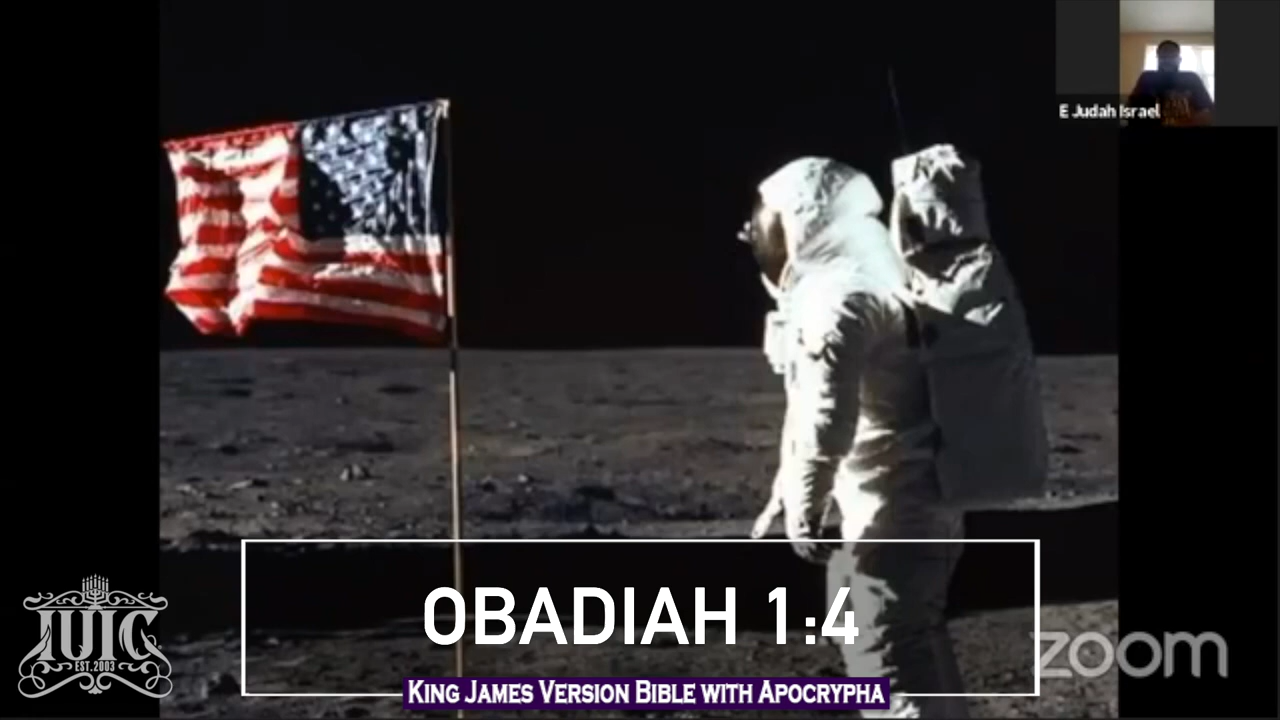 E Judah Israel
OBADIAH 1:4
KING JAMES VERSION BIBLE WITH APOCRYPHA
IUIC
EST. 2003
zoom